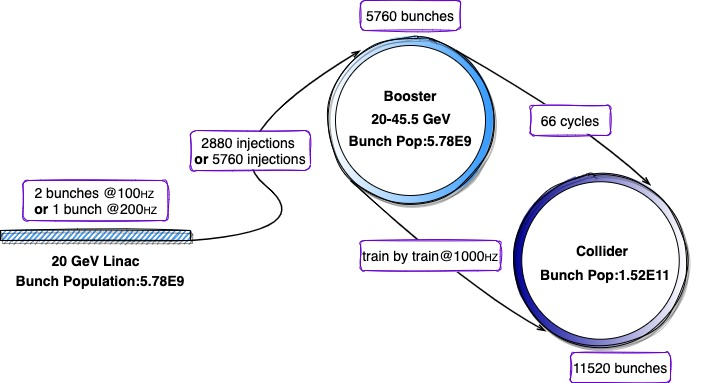 5760 bunches
Booster
20-45.5 GeV
Bunch Pop:5.78E9
66 cycles
2880 injections
or 5760 injections
2 bunches @100HZ
or 1 bunch @200HZ
20 GeV Linac
Bunch Population:5.78E9
train by train@1000HZ
Collider
Bunch Pop:1.52E11
11520 bunches